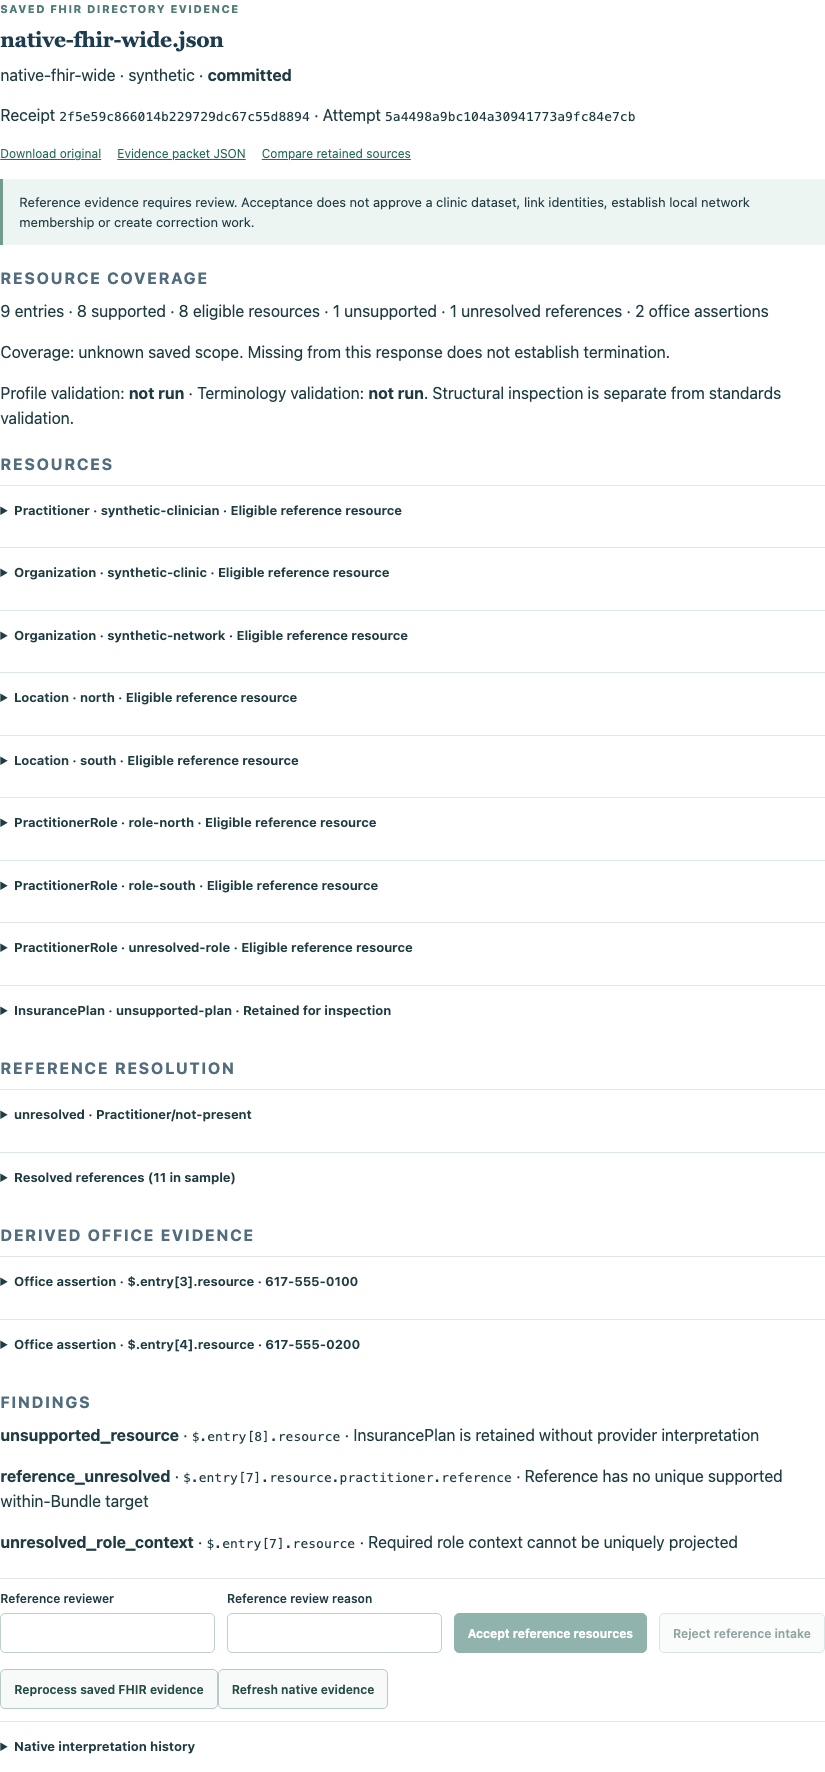 SAVED FHIR DIRECTORY EVIDENCE
native-fhir-wide.json
native-fhir-wide · synthetic · committed
Receipt 2f5e59c866014b229729dc67c55d8894 · Attempt 5a4498a9bc104a30941773a9fc84e7cb
Download original Evidence packet JSON Compare retained sources
Reference evidence requires review. Acceptance does not approve a clinic dataset, link identities, establish local network
membership or create correction work.
RESOURCE COVERAGE
9 entries · 8 supported · 8 eligible resources · 1 unsupported · 1 unresolved references · 2 office assertions
Coverage: unknown saved scope. Missing from this response does not establish termination.
Profile validation: not run · Terminology validation: not run. Structural inspection is separate from standards
validation.
RESOURCES
Practitioner · synthetic-clinician · Eligible reference resource
Organization · synthetic-clinic · Eligible reference resource
Organization · synthetic-network · Eligible reference resource
Location · north · Eligible reference resource
Location · south · Eligible reference resource
PractitionerRole · role-north · Eligible reference resource
PractitionerRole · role-south · Eligible reference resource
PractitionerRole · unresolved-role · Eligible reference resource
InsurancePlan · unsupported-plan · Retained for inspection
REFERENCE RESOLUTION
unresolved · Practitioner/not-present
Resolved references (11 in sample)
DERIVED OFFICE EVIDENCE
Office assertion · $.entry[3].resource · 617-555-0100
Office assertion · $.entry[4].resource · 617-555-0200
FINDINGS
unsupported_resource · $.entry[8].resource · InsurancePlan is retained without provider interpretation
reference_unresolved · $.entry[7].resource.practitioner.reference · Reference has no unique supported
within-Bundle target
unresolved_role_context · $.entry[7].resource · Required role context cannot be uniquely projected
Reference reviewer Reference review reason
Accept reference resources Reject reference intake
Reprocess saved FHIR evidence Refresh native evidence
Native interpretation history